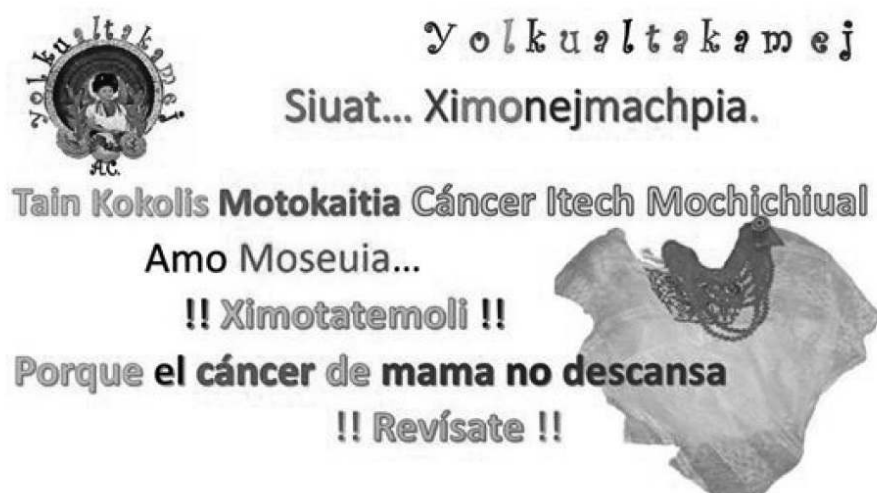 yolkualtakamej
A.C.
yolkualtakamej
Siuat... Ximonejmachpia.
Tain Kokolis Motokaitia Cáncer Itech Mochichiual
Amo Moseuia...
!! Ximotatemoli !!
Porque el cáncer de mama no descansa
!! Revísate !!